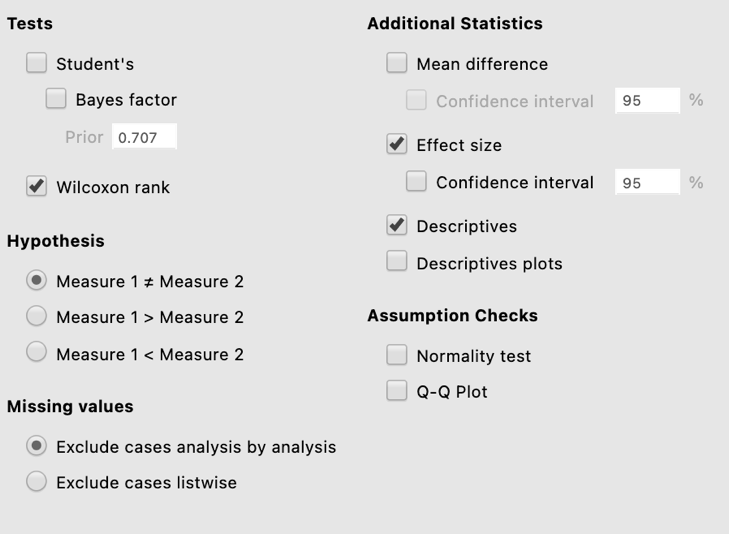 Tests
Student's
Bayes factor
Prior 0.707
Wilcoxon rank
Hypothesis
Measure 1 ≠ Measure 2
Measure 1 > Measure 2
Measure 1 < Measure 2
Missing values
Exclude cases analysis by analysis
Exclude cases listwise
Additional Statistics
Mean difference
Confidence interval 95 %
Effect size
Confidence interval 95 %
Descriptives
Descriptives plots
Assumption Checks
Normality test
Q-Q Plot